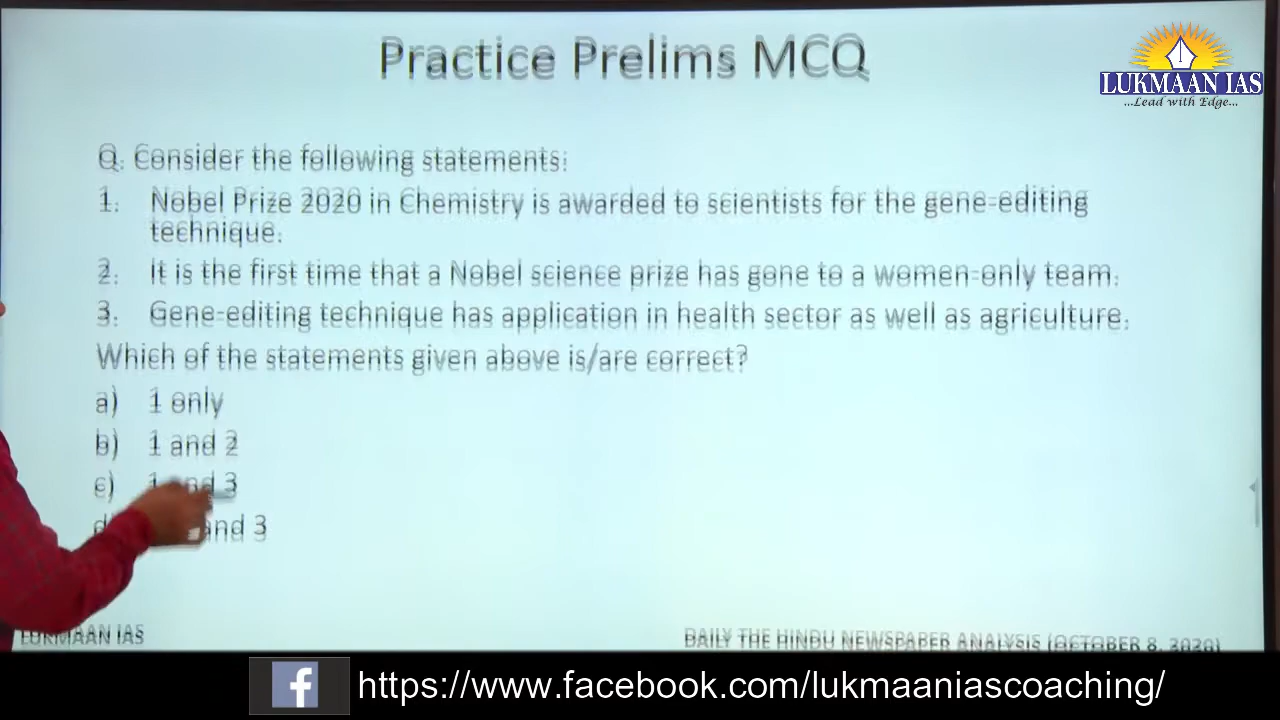 Practice Prelims MCQ
LUKMAAN IAS
...Lead with Edge...
Q. Consider the following statements:
1. Nobel Prize 2020 in Chemistry is awarded to scientists for the gene-editing
technique.
2. It is the first time that a Nobel science prize has gone to a women-only team.
3. Gene-editing technique has application in health sector as well as agriculture.
Which of the statements given above is/are correct?
a) 1 only
b) 1 and 2
c) 1 and 3
d and 3
LUKMAAN IAS
DAILY THE HINDU NEWSPAPER ANALYSIS (OCTOBER 8, 2020)
f https://www.facebook.com/lukmaaniascoaching/